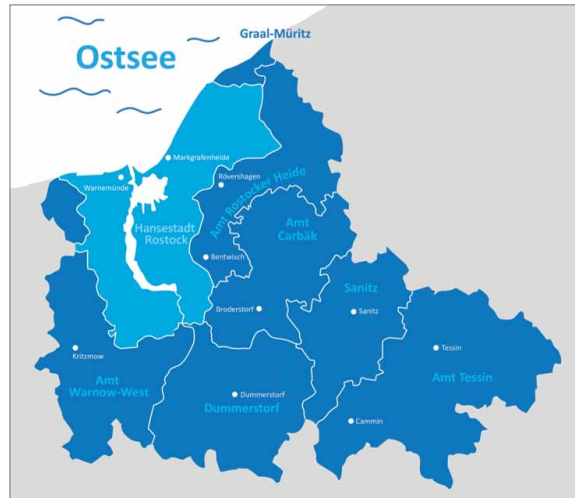 Graal-Müritz
Ostsee
Markgrafenheide
Warnemünde
Rövershagen
Amt Rostocker Heide
Hansestadt
Rostock
Amt
Carbäk
Bentwisch
Sanitz
Broderstorf
Sanitz
Kritzmow
Tessin
Amt
Warnow-West
Amt Tessin
Dummerstorf
Dummerstorf
Cammin